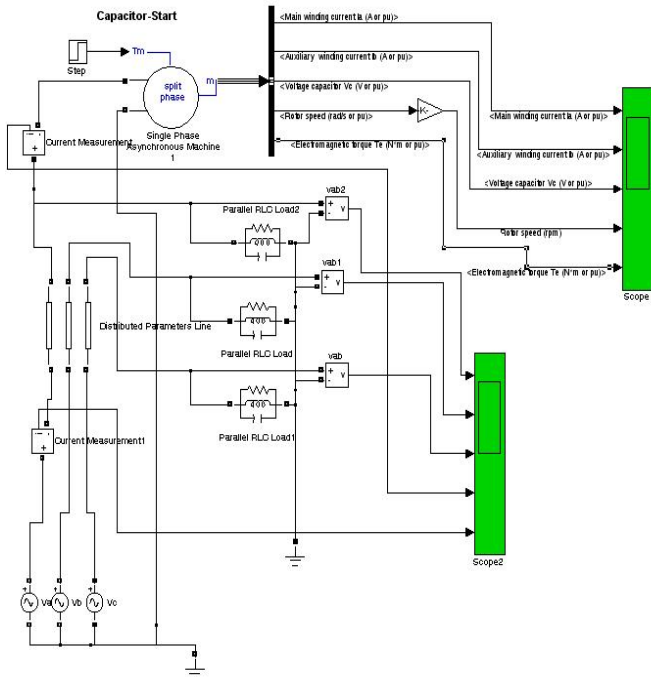 Capacitor-Start
<Main winding current Ia (A or pu)>
Tm
Step
<Auxiliary winding current Ib (A or pu)>
split
phase
m
<Voltage capacitor Vc (V or pu)>
<Rotor speed (rad/s or pu)>
K-
<Main winding current Ia (A or pu)>
Current Measurement
Single Phase
Asynchronous Machine
1
<Electromagnetic torque Te (N*m or pu)>
<Auxiliary winding current Ib (A or pu)>
<Voltage capacitor Vc (V or pu)>
vab2
Parallel RLC Load2
+
-
v
Rotor speed (rpm)
vab1
+
-
v
<Electromagnetic torque Te (N*m or pu)>
Scope
Distributed Parameters Line
Parallel RLC Load
vab
+
-
v
Parallel RLC Load1
Current Measurement1
Scope2
Va
Vb
Vc